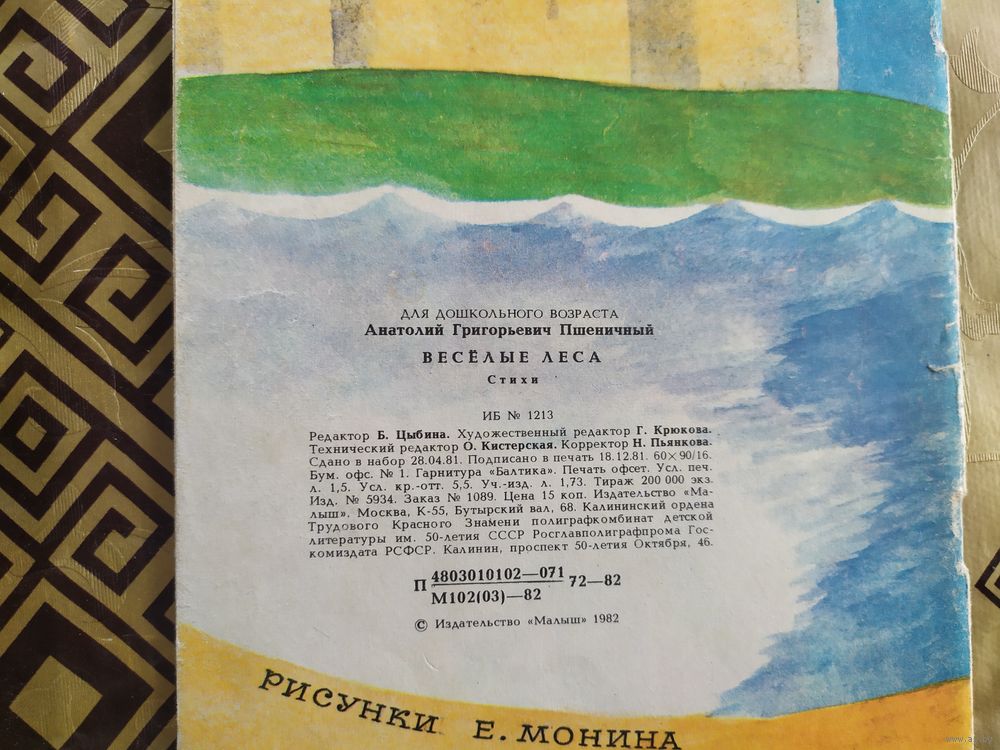 ДЛЯ ДОШКОЛЬНОГО ВОЗРАСТА
Анатолий Григорьевич Пшеничный
ВЕСЁЛЫЕ ЛЕСА
Стихи
ИБ № 1213
Редактор Б. Цыбина. Художественный редактор Г. Крюкова.
Технический редактор О. Кистерская. Корректор Н. Пьянкова.
Сдано в набор 28.04.81. Подписано в печать 18.12.81. 60×90/16.
Бум. офс. № 1. Гарнитура «Балтика». Печать офсет. Усл. печ.
л. 1,5. Усл. кр.-отт. 5,5. Уч.-изд. л. 1,73. Тираж 200 000 экз.
Изд. № 5934. Заказ № 1089. Цена 15 коп. Издательство «Ма-
лыш». Москва, К-55, Бутырский вал, 68. Калининский ордена
Трудового Красного Знамени полиграфкомбинат детской
литературы им. 50-летия СССР Росглавполиграфпрома Гос-
комиздата РСФСР. Калинин, проспект 50-летия Октября, 46.
П 4803010102—071 72—82
М102(03)—82
© Издательство «Малыш» 1982
РИСУНКИ Е. МОНИНА